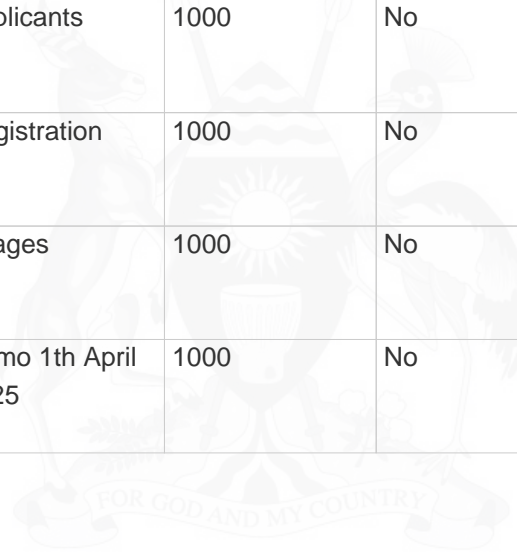 plicants 1000 No
gistration 1000 No
ages 1000 No
mo 1th April 1000 No
25
FOR GOD AND MY COUNTRY